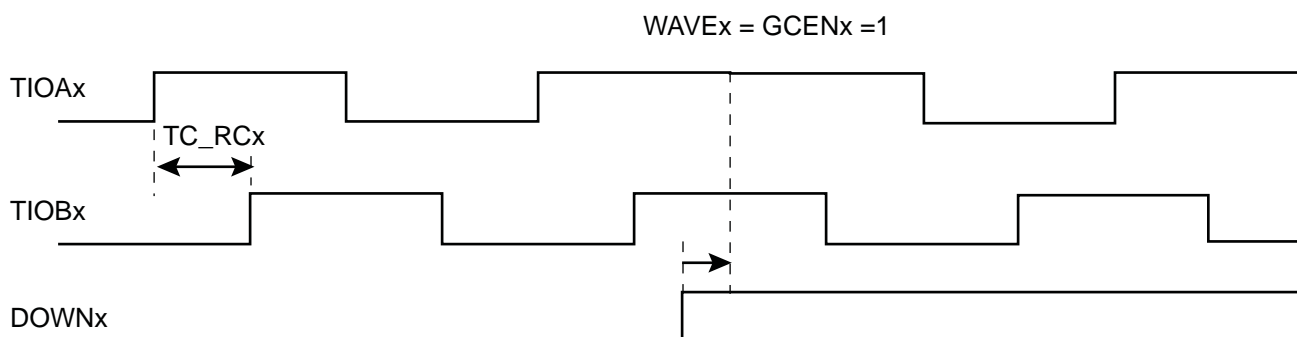 WAVEx = GCENx =1
TIOAx
TC_RCx
TIOBx
DOWNx